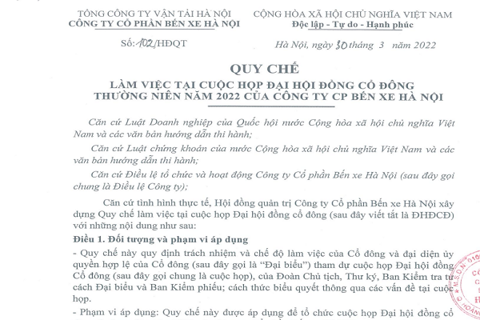 TỔNG CÔNG TY VẬN TẢI HÀ NỘI
CÔNG TY CỔ PHẦN BẾN XE HÀ NỘI
CỘNG HÒA XÃ HỘI CHỦ NGHĨA VIỆT NAM
Độc lập - Tự do - Hạnh phúc
Số: 102/HĐQT
Hà Nội, ngày 30 tháng 3 năm 2022
QUY CHẾ
LÀM VIỆC TẠI CUỘC HỌP ĐẠI HỘI ĐỒNG CỔ ĐÔNG
THƯỜNG NIÊN NĂM 2022 CỦA CÔNG TY CP BẾN XE HÀ NỘI
Căn cứ Luật Doanh nghiệp của Quốc hội nước Cộng hòa xã hội chủ nghĩa Việt
Nam và các văn bản hướng dẫn thi hành;
Căn cứ Luật chứng khoán của nước Cộng hòa xã hội chủ nghĩa Việt Nam và các
văn bản hướng dẫn thi hành;
Căn cứ Điều lệ tổ chức và hoạt động Công ty Cổ phần Bến xe Hà Nội (sau đây gọi
chung là Điều lệ Công ty);
Căn cứ tình hình thực tế, Hội đồng quản trị Công ty Cổ phần Bến xe Hà Nội xây
dựng Quy chế làm việc tại cuộc họp Đại hội đồng cổ đông (sau đây viết tắt là ĐHĐCĐ)
với những nội dung như sau:
Điều 1. Đối tượng và phạm vi áp dụng
- Quy chế này quy định trách nhiệm và chế độ làm việc của Cổ đông và đại diện ủy
quyền hợp lệ của Cổ đông (sau đây gọi là "Đại biểu") tham dự cuộc họp Đại hội đồng
Cổ đông (sau đây gọi chung là cuộc họp), của Đoàn Chủ tịch, Thư ký, Ban Kiểm tra tư
cách Đại biểu và Ban Kiểm phiếu; cách thức biểu quyết thông qua các vấn đề tại cuộc
họp.
- Phạm vi áp dụng: Quy chế này được áp dụng để tổ chức cuộc họp Đại hội đồng cổ